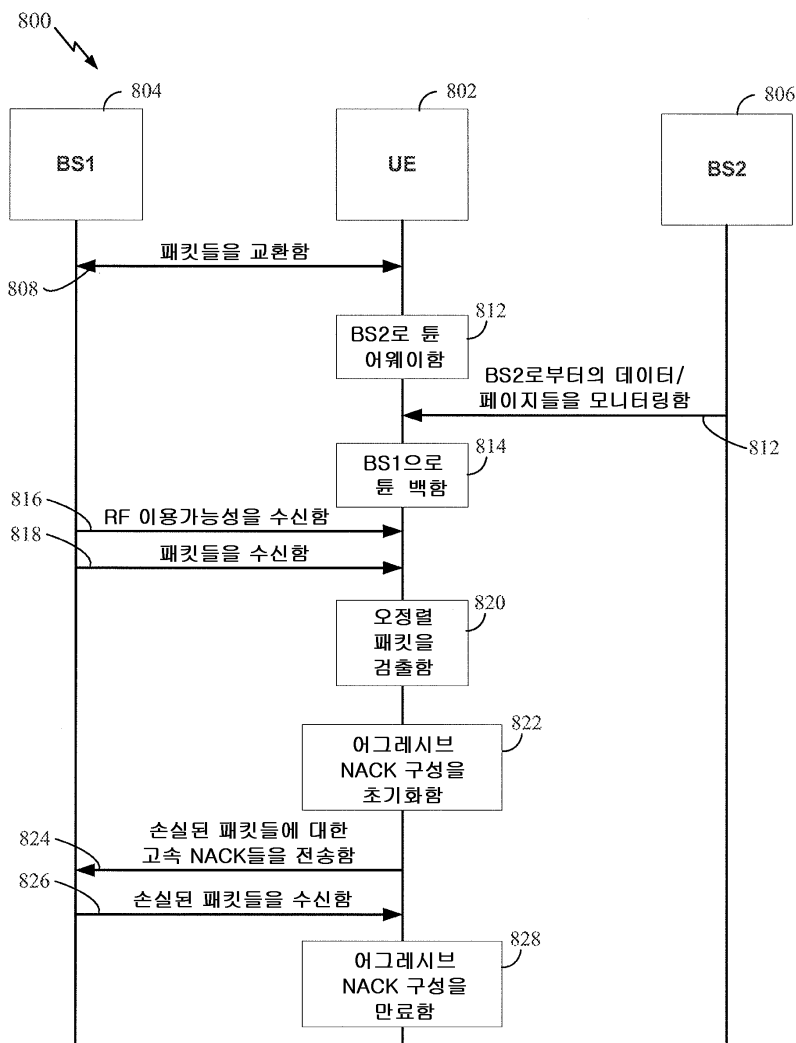 800
804
802
806
BS1
UE
BS2
패킷들을 교환함
808
812
BS2로 튠
어웨이함
BS2로부터의 데이터/
페이지들을 모니터링함
812
814
BS1으로
튠 백함
816
RF 이용가능성을 수신함
818
패킷들을 수신함
820
오정렬
패킷을
검출함
822
어그레시브
NACK 구성을
초기화함
손실된 패킷들에 대한
824
고속 NACK들을 전송함
826
손실된 패킷들을 수신함
828
어그레시브
NACK 구성을
만료함